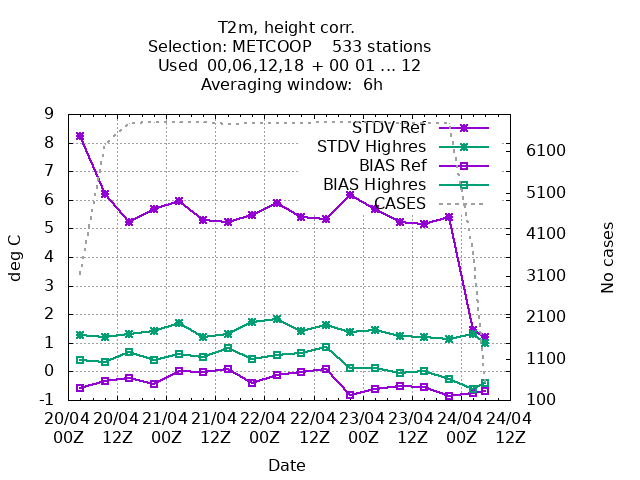 T2m, height corr.
Selection: METCOOP    533 stations
Used 00,06,12,18 + 00 01 ... 12
Averaging window: 6h
STDV Ref
STDV Highres
BIAS Ref
BIAS Highres
CASES
9
8
7
6
5
4
3
2
1
0
-1
deg C
6100
5100
4100
3100
2100
1100
100
No cases
20/04 20/04 21/04 21/04 22/04 22/04 23/04 23/04 24/04 24/04
00Z 12Z 00Z 12Z 00Z 12Z 00Z 12Z 00Z 12Z
Date